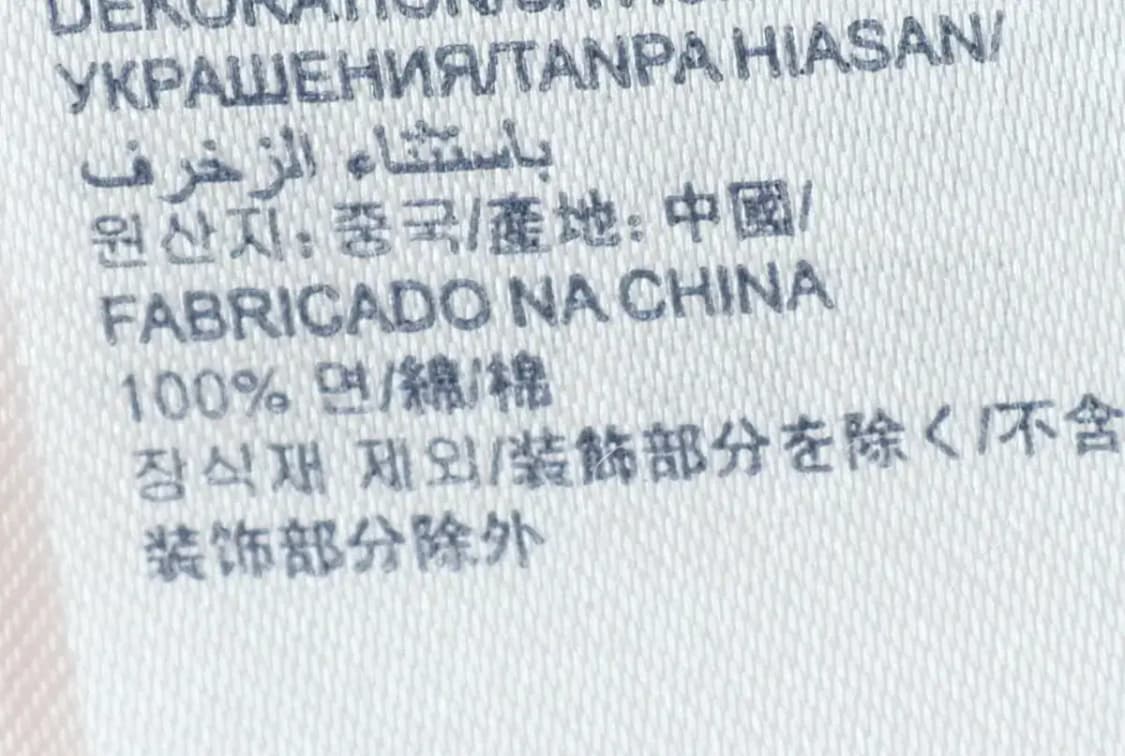 УКРАШЕНИЯ/TANPA HIASAN/
باستثناء الزخرف
원산지: 중국/產地: 中國/
FABRICADO NA CHINA
100% 면/綿/棉
장식재 제외/装飾部分を除く/不含
装饰部分除外